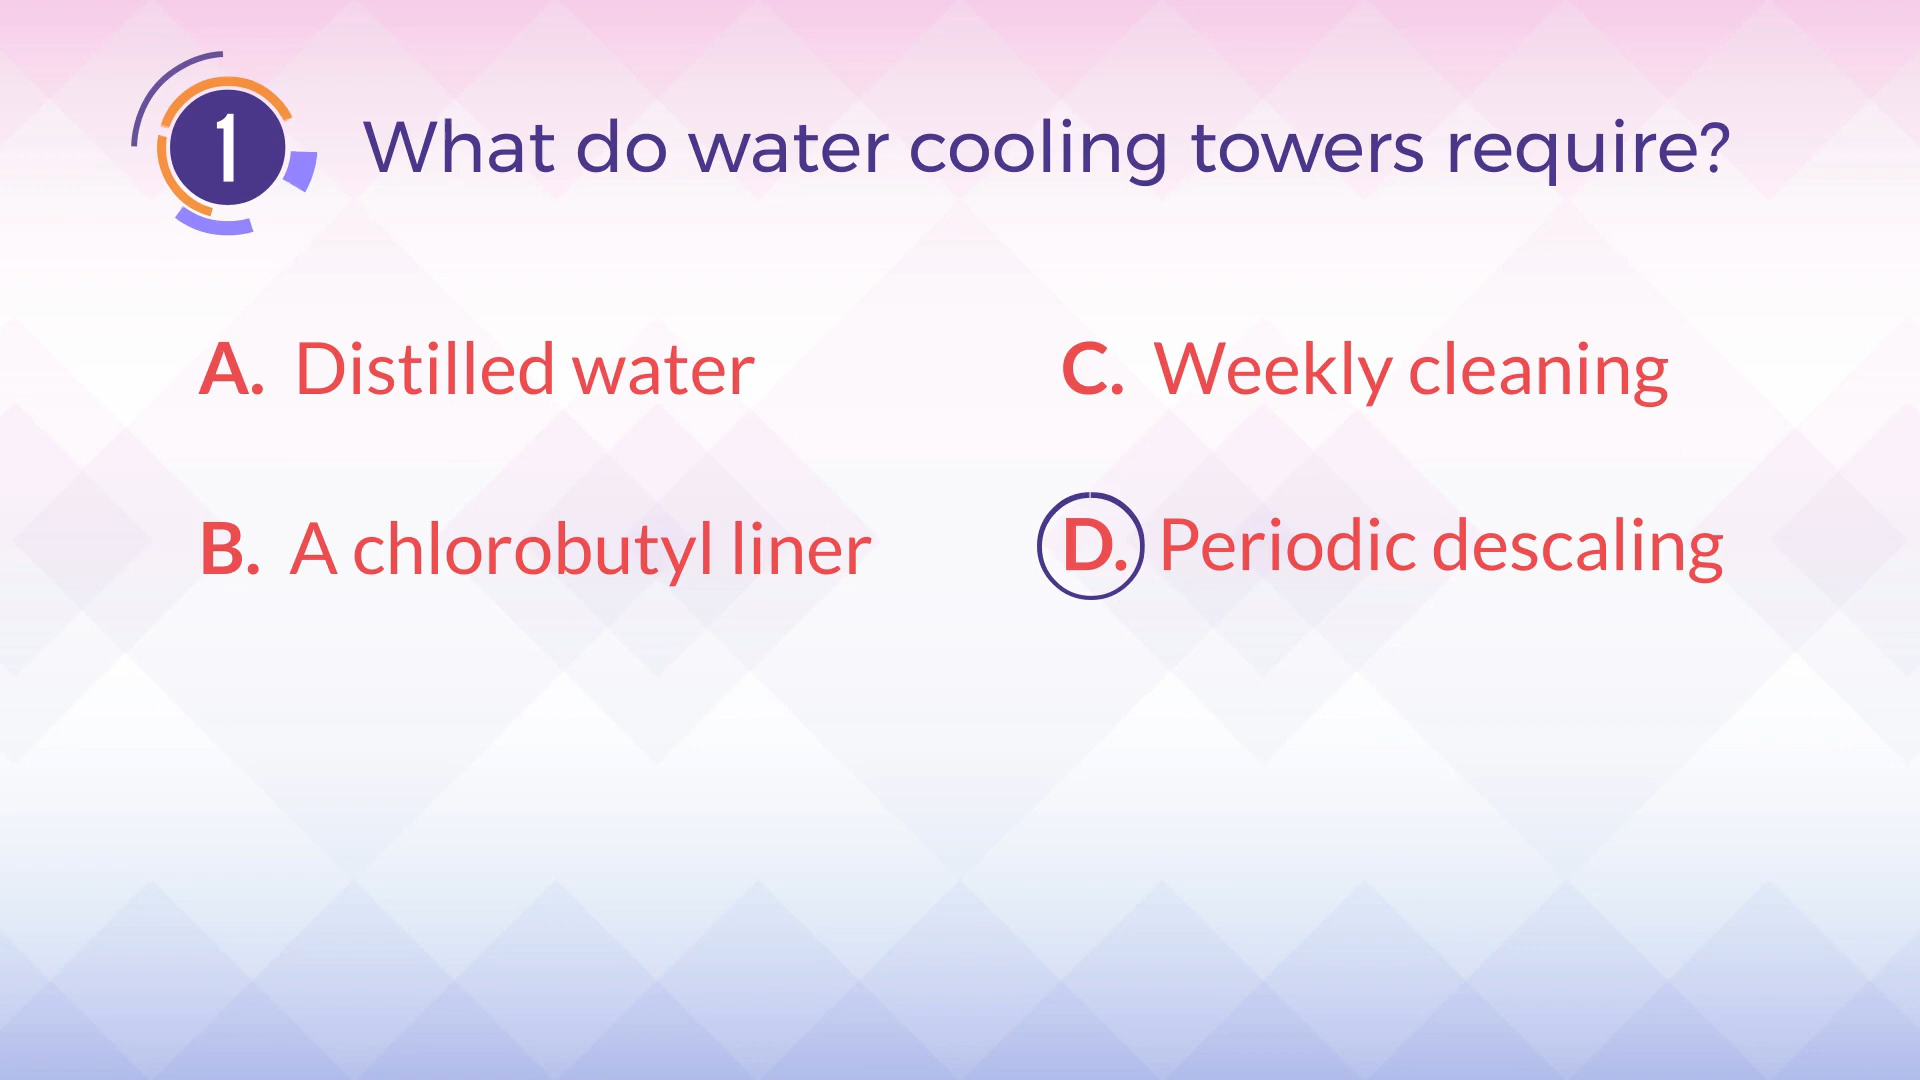 1
What do water cooling towers require?
A. Distilled water
B. A chlorobutyl liner
C. Weekly cleaning
D. Periodic descaling